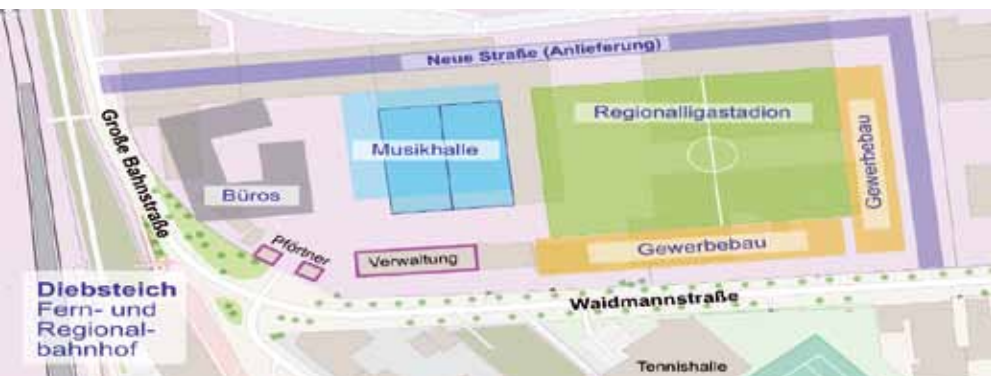 Neue Straße (Anlieferung)
Große Bahnstraße
Regionalligastadion
Musikhalle
Gewerbebau
Büros
Pförtner
Verwaltung
Gewerbebau
Diebsteich
Fern- und
Regional-
bahnhof
Waidmannstraße
Tennishalle